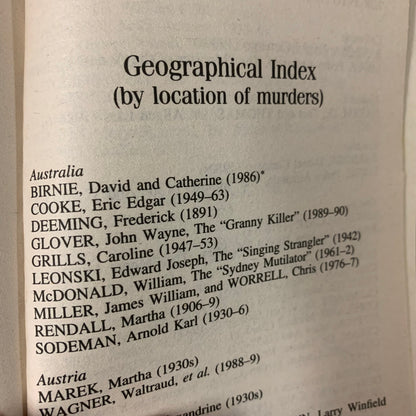 Geographical Index
(by location of murders)
Australia
BIRNIE, David and Catherine (1986)*
COOKE, Eric Edgar (1949–63)
DEEMING, Frederick (1891)
GLOVER, John Wayne, The “Granny Killer” (1989–90)
GRILLS, Caroline (1947–53)
LEONSKI, Edward Joseph, The “Singing Strangler” (1942)
McDONALD, William, The “Sydney Mutilator” (1961–2)
MILLER, James William, and WORRELL, Chris (1976–7)
RENDALL, Martha (1906–9)
SODEMAN, Arnold Karl (1930–6)
Austria
MAREK, Martha (1930s)
WAGNER, Waltraud, et al. (1988–9)
(1930s)
Larry Winfield